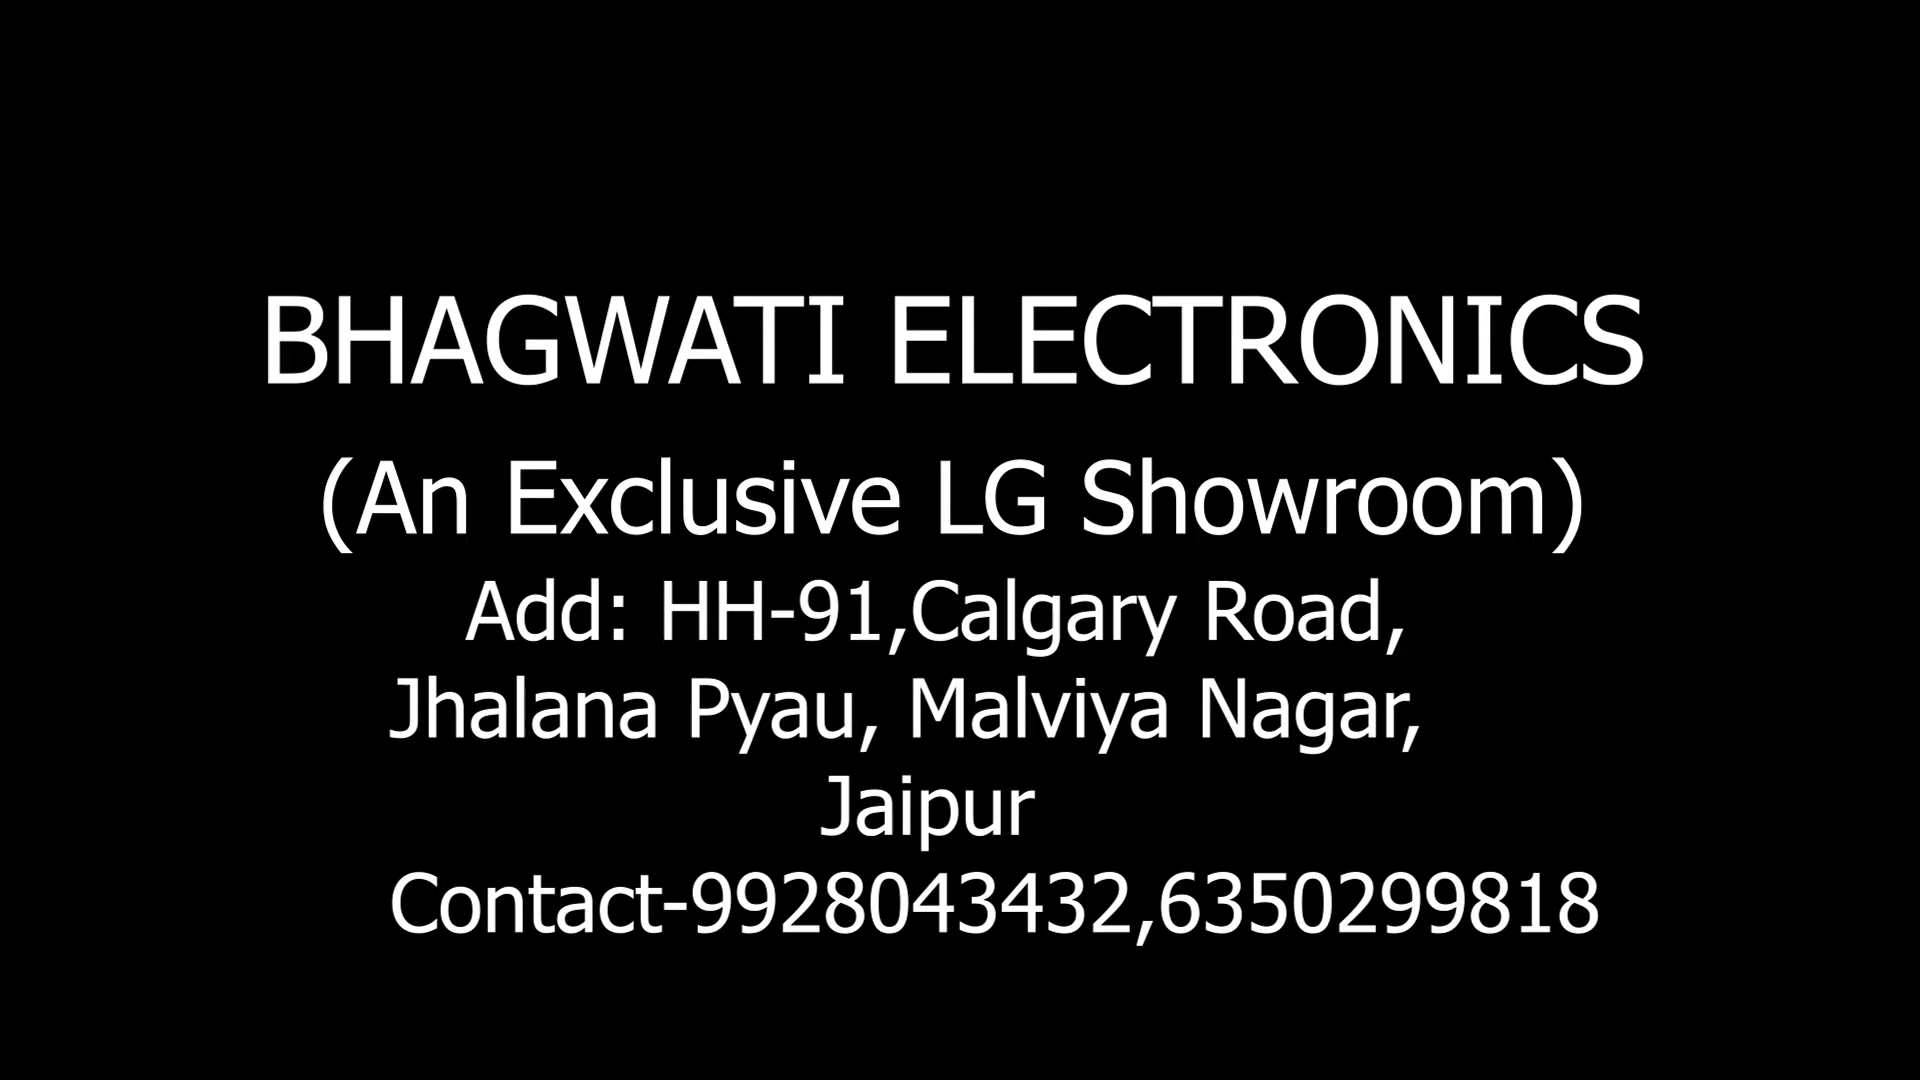 BHAGWATI ELECTRONICS
(An Exclusive LG Showroom)
Add: HH-91,Calgary Road,
Jhalana Pyau, Malviya Nagar,
Jaipur
Contact-9928043432,6350299818